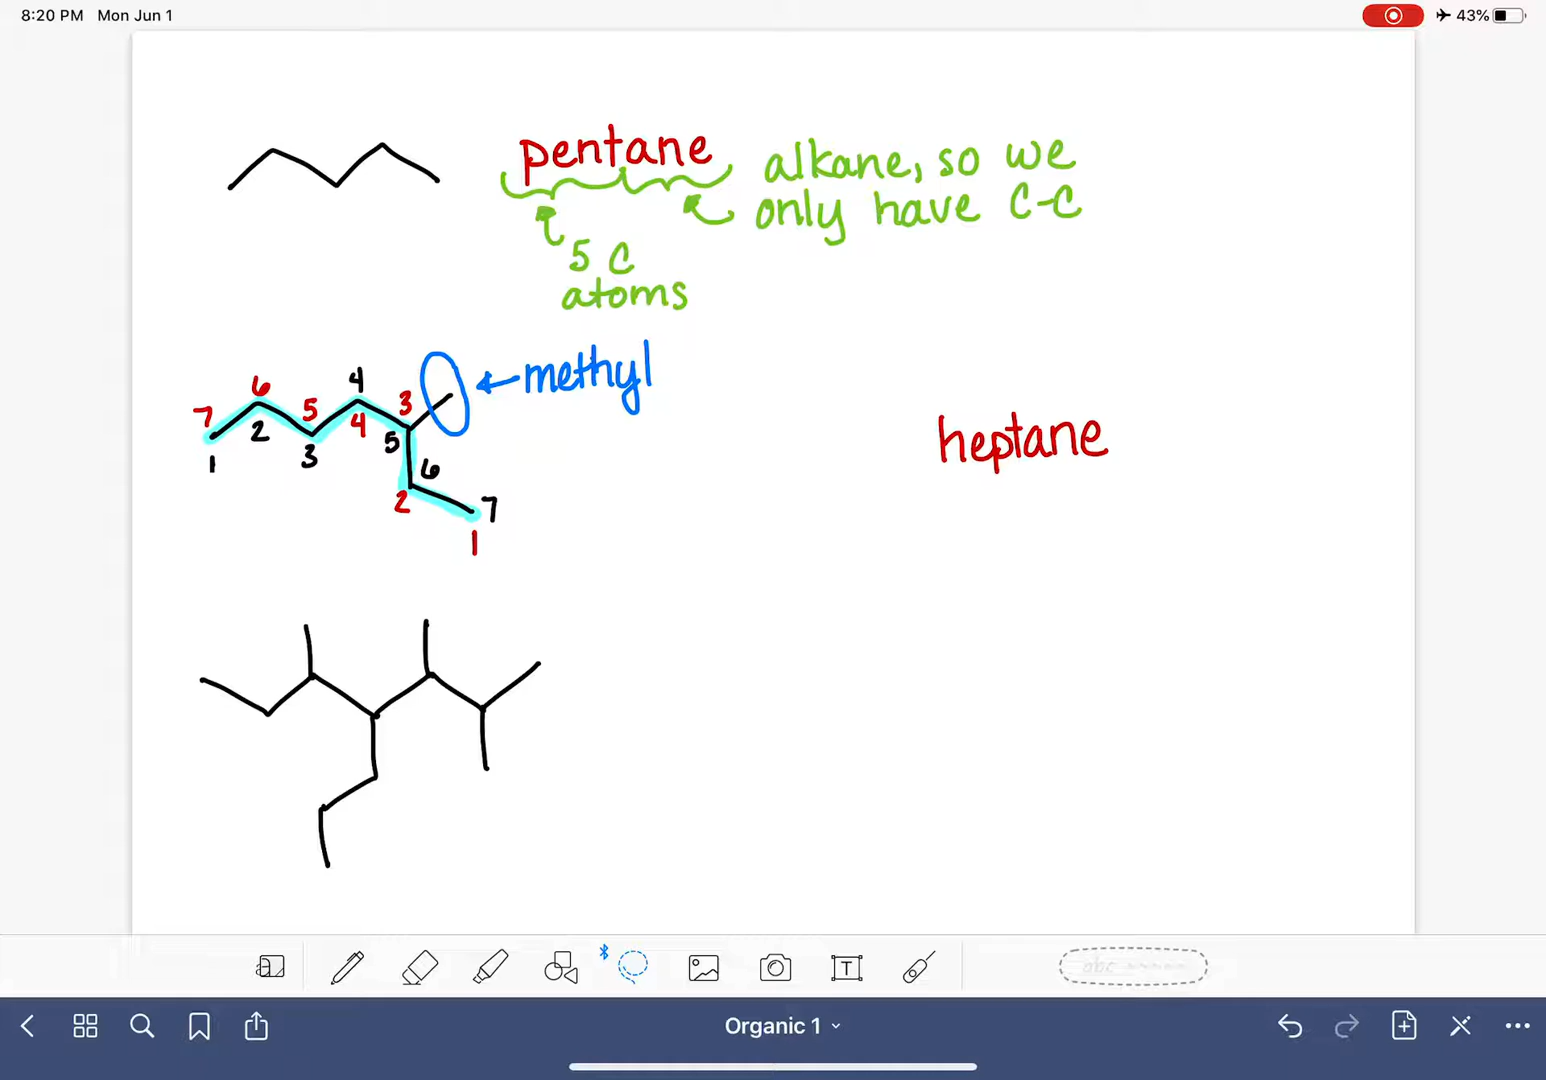 8:20 PM Mon Jun 1
43%
pentane
alkane, so we
only have C-C
5 C
atoms
methyl
7 6 5 4 3
1 2 3 4 5 6
2 7
1
heptane
abc
T
Organic 1